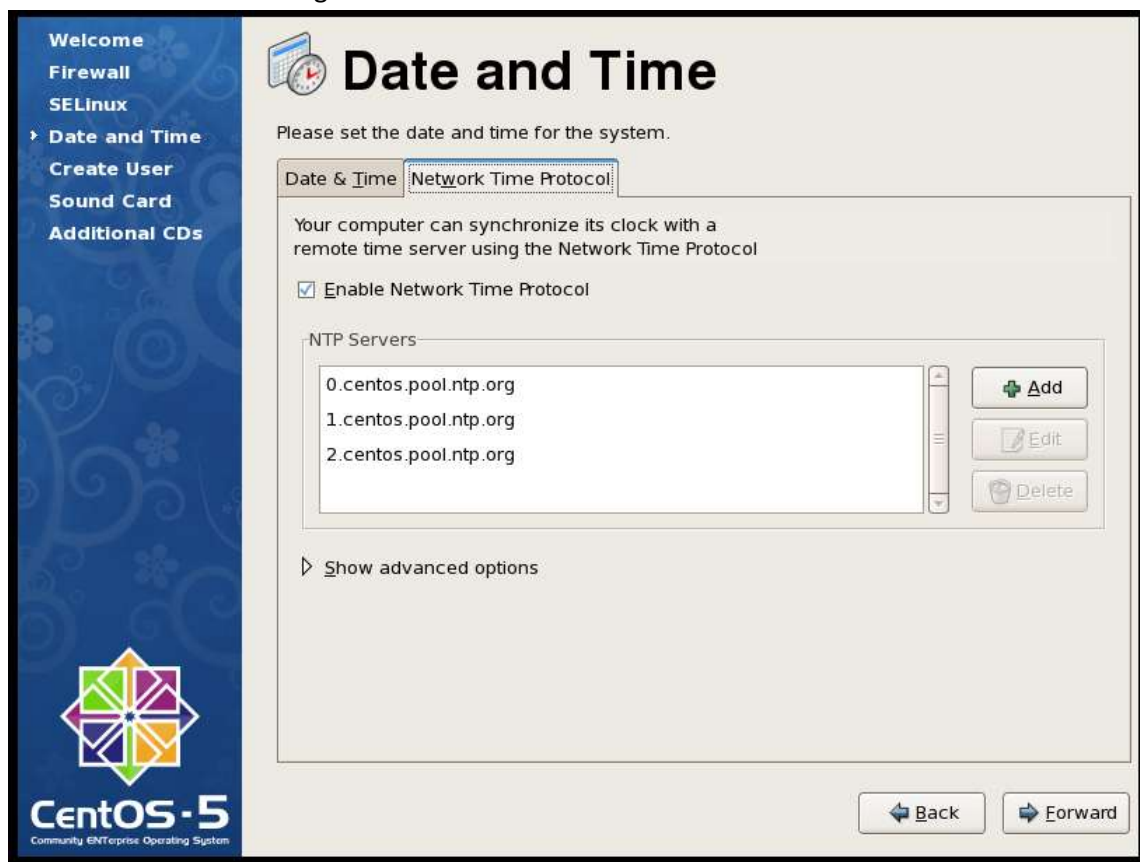 Welcome
Firewall
SELinux
Date and Time
Create User
Sound Card
Additional CDs
CentOS-5
Community ENTerprise Operating System
Date and Time
Please set the date and time for the system.
Date & Time
Network Time Protocol
Your computer can synchronize its clock with a
remote time server using the Network Time Protocol
Enable Network Time Protocol
NTP Servers
0.centos.pool.ntp.org
1.centos.pool.ntp.org
2.centos.pool.ntp.org
Add
Edit
Delete
Show advanced options
Back
Forward